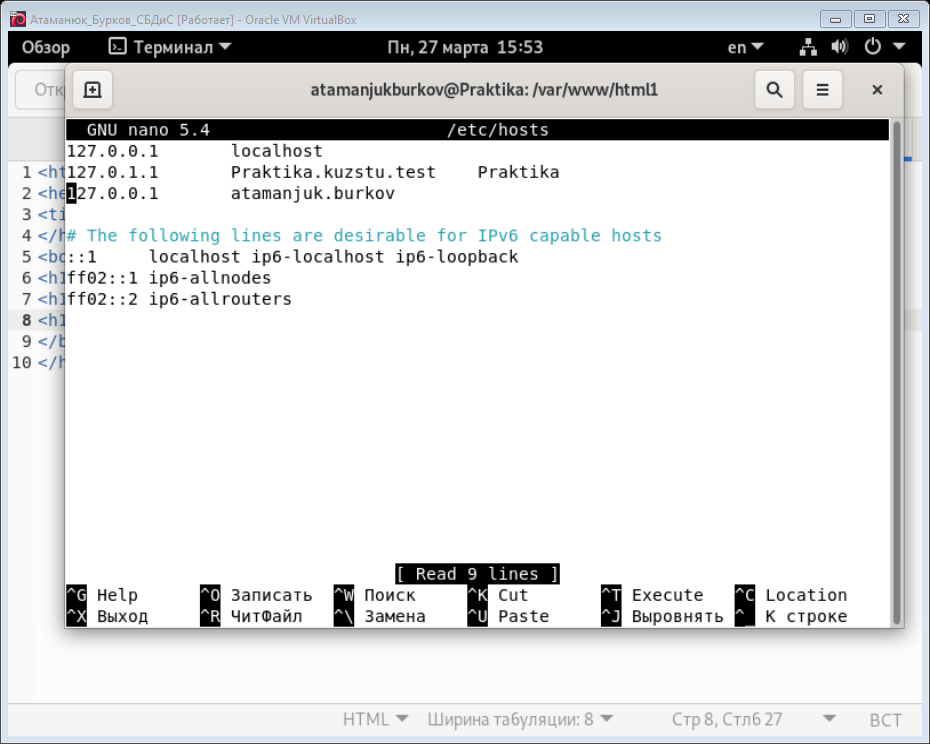 Атаманюк_Бурков_СБДиС [Работает] - Oracle VM VirtualBox
Обзор Терминал Пн, 27 марта 15:53 en
atamanjukburkov@Praktika: /var/www/html1
GNU nano 5.4 /etc/hosts
127.0.0.1 localhost
127.0.1.1 Praktika.kuzstu.test Praktika
127.0.0.1 atamanjuk.burkov
# The following lines are desirable for IPv6 capable hosts
::1 localhost ip6-localhost ip6-loopback
ff02::1 ip6-allnodes
ff02::2 ip6-allrouters
1 <ht
2 <he
3 <ti
4 </h
5 <bo
6 <h1
7 <h1
8 <h1
9 </b
10 </h
[ Read 9 lines ]
^G Help ^O Записать ^W Поиск ^K Cut ^T Execute ^C Location
^X Выход ^R ЧитФайл ^\ Замена ^U Paste ^J Выровнять ^_ К строке
HTML Ширина табуляции: 8 Стр 8, Стлб 27 ВСТ